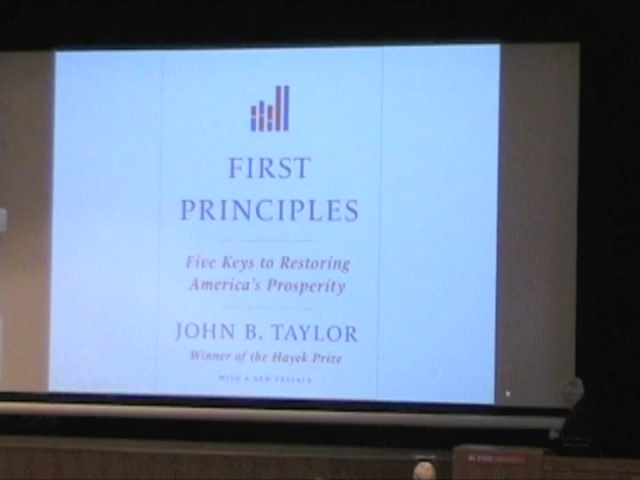 FIRST
PRINCIPLES
Five Keys to Restoring
America's Prosperity
JOHN B. TAYLOR
Winner of the Hayek Prize
WITH A NEW PREFACE